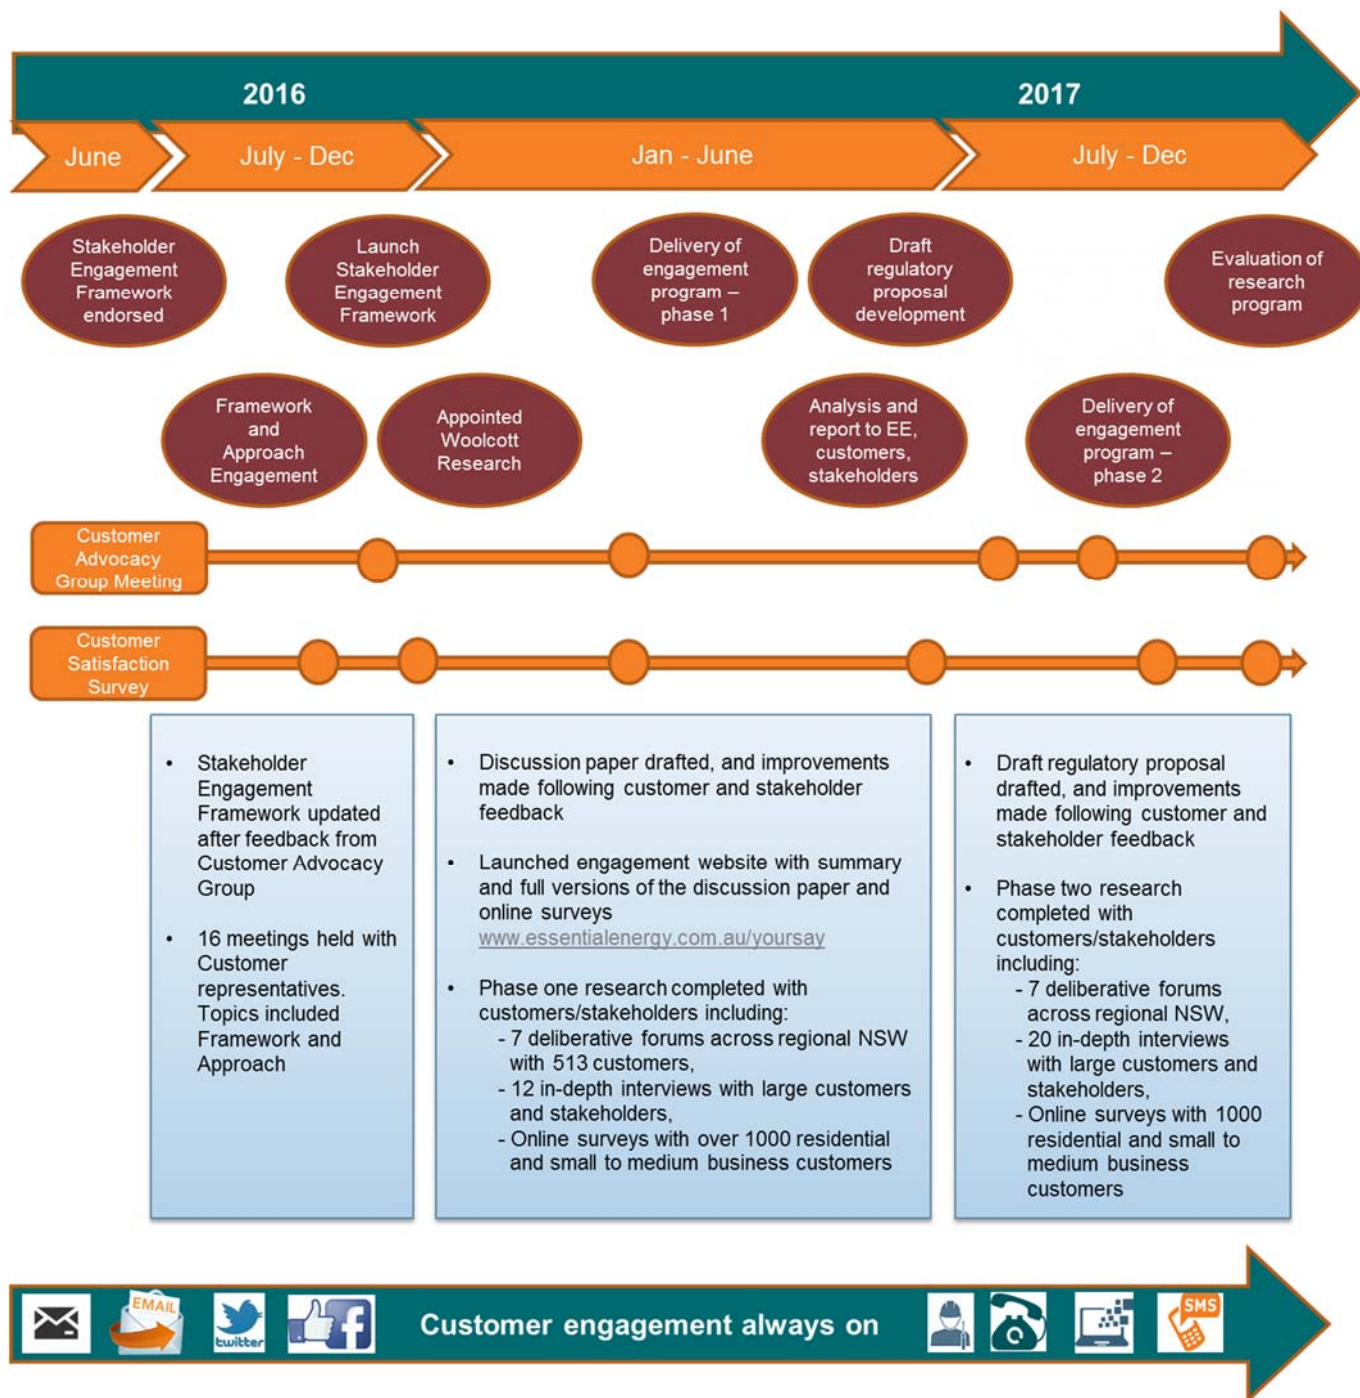 2016
2017
June
July - Dec
Jan - June
July - Dec
Stakeholder
Engagement
Framework
endorsed
Launch
Stakeholder
Engagement
Framework
Delivery of
engagement
program –
phase 1
Draft
regulatory
proposal
development
Evaluation of
research
program
Framework
and
Approach
Engagement
Appointed
Woolcott
Research
Analysis and
report to EE,
customers,
stakeholders
Delivery of
engagement
program –
phase 2
Customer
Advocacy
Group Meeting
Customer
Satisfaction
Survey
• Stakeholder
Engagement
Framework updated
after feedback from
Customer Advocacy
Group
• 16 meetings held with
Customer
representatives.
Topics included
Framework and
Approach
• Discussion paper drafted, and improvements
made following customer and stakeholder
feedback
• Launched engagement website with summary
and full versions of the discussion paper and
online surveys
www.essentialenergy.com.au/yoursay
• Phase one research completed with
customers/stakeholders including:
- 7 deliberative forums across regional NSW
with 513 customers,
- 12 in-depth interviews with large customers
and stakeholders,
- Online surveys with over 1000 residential
and small to medium business customers
• Draft regulatory proposal
drafted, and improvements
made following customer and
stakeholder feedback
• Phase two research
completed with
customers/stakeholders
including:
- 7 deliberative forums
across regional NSW,
- 20 in-depth interviews
with large customers and
stakeholders,
- Online surveys with 1000
residential and small to
medium business
customers
EMAIL
twitter
f
Customer engagement always on
SMS